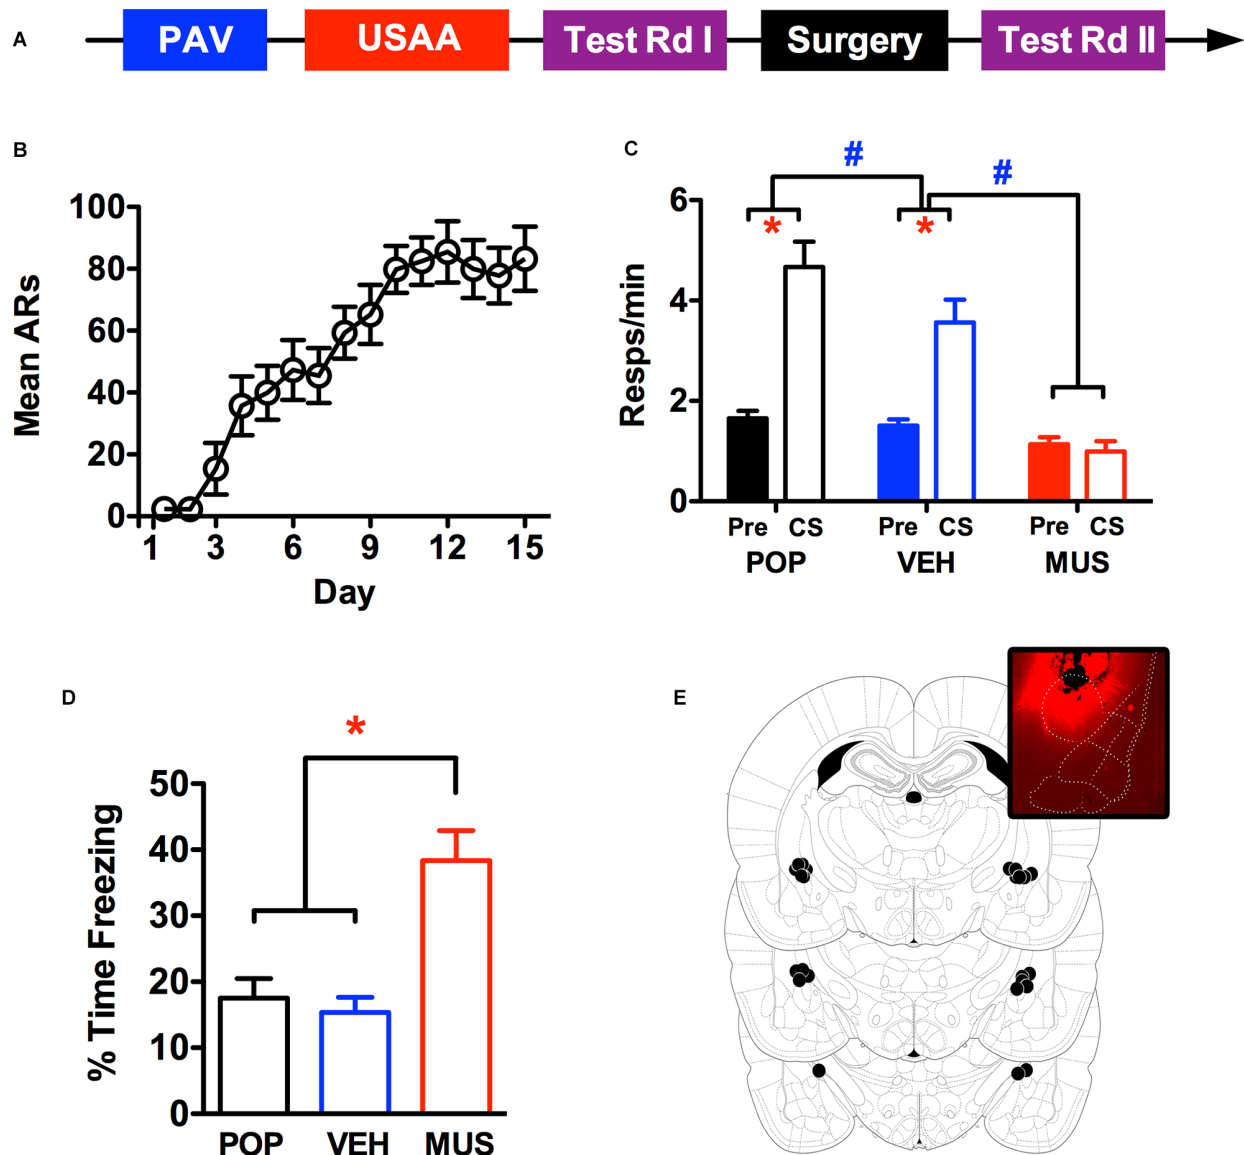 A
PAV USAA Test Rd I Surgery Test Rd II
B
Mean ARs
100
80
60
40
20
0
1 3 6 9 12 15
Day
C
# #
* *
Resps/min
6
4
2
0
Pre CS Pre CS Pre CS
POP VEH MUS
D
*
% Time Freezing
50
40
30
20
10
0
POP VEH MUS
E